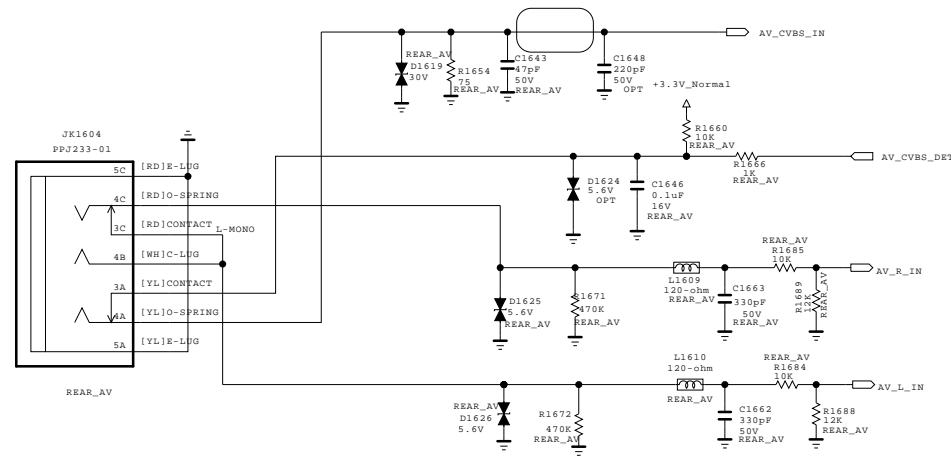 AV_CVBS_IN
REAR_AV
D1619
30V
R1654
75
REAR_AV
C1643
47pF
50V
REAR_AV
C1648
220pF
50V
OPT
+3.3V_Normal
R1660
10K
REAR_AV
R1666
1K
REAR_AV
AV_CVBS_DET
JK1604
PPJ233-01
5C
[RD]E-LUG
4C
[RD]O-SPRING
3C
[RD]CONTACT
L-MONO
4B
[WH]C-LUG
3A
[YL]CONTACT
4A
[YL]O-SPRING
5A
[YL]E-LUG
REAR_AV
D1624
5.6V
OPT
C1646
0.1uF
16V
REAR_AV
D1625
5.6V
REAR_AV
R1671
470K
REAR_AV
L1609
120-ohm
REAR_AV
C1663
330pF
50V
REAR_AV
REAR_AV
R1685
10K
R1689
12K
REAR_AV
AV_R_IN
REAR_AV
D1626
5.6V
R1672
470K
REAR_AV
L1610
120-ohm
REAR_AV
C1662
330pF
50V
REAR_AV
REAR_AV
R1684
10K
R1688
12K
REAR_AV
AV_L_IN